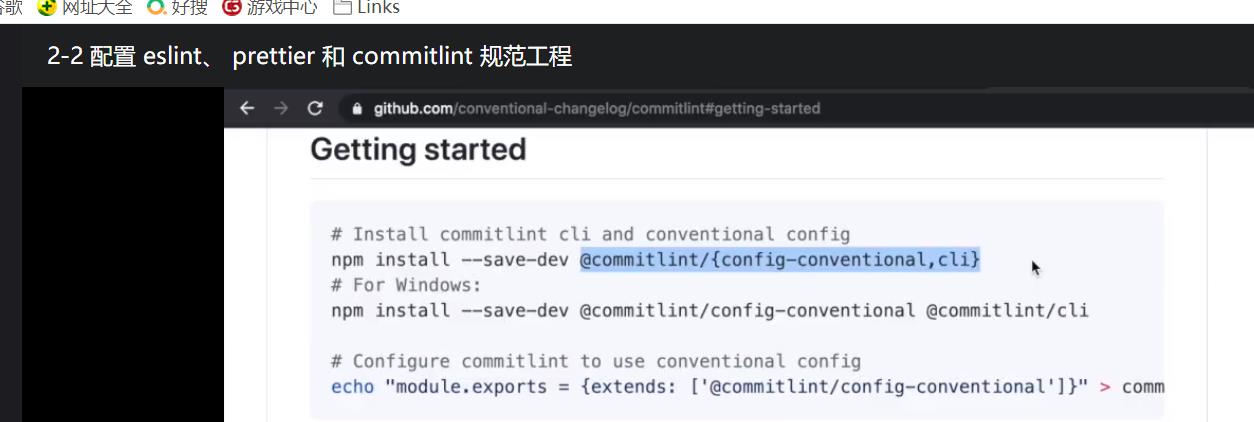 网址大全 好搜 游戏中心 Links
2-2 配置 eslint、 prettier 和 commitlint 规范工程
github.com/conventional-changelog/commitlint#getting-started
Getting started
# Install commitlint cli and conventional config
npm install --save-dev @commitlint/{config-conventional,cli}
# For Windows:
npm install --save-dev @commitlint/config-conventional @commitlint/cli
# Configure commitlint to use conventional config
echo "module.exports = {extends: ['@commitlint/config-conventional']}" > comm